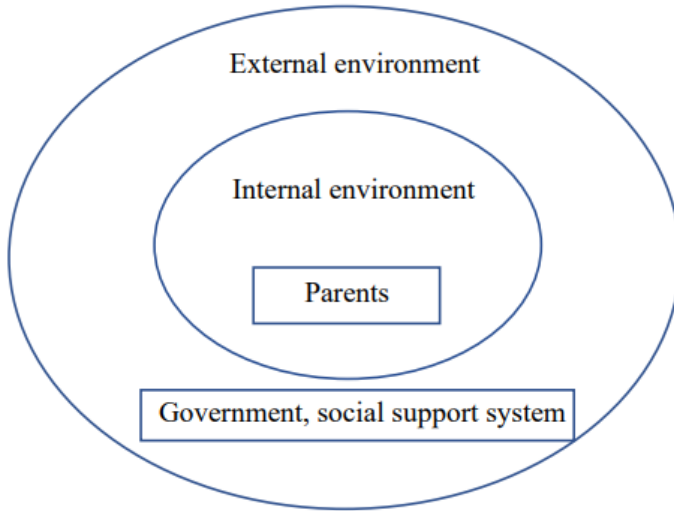 External environment
Internal environment
Parents
Government, social support system